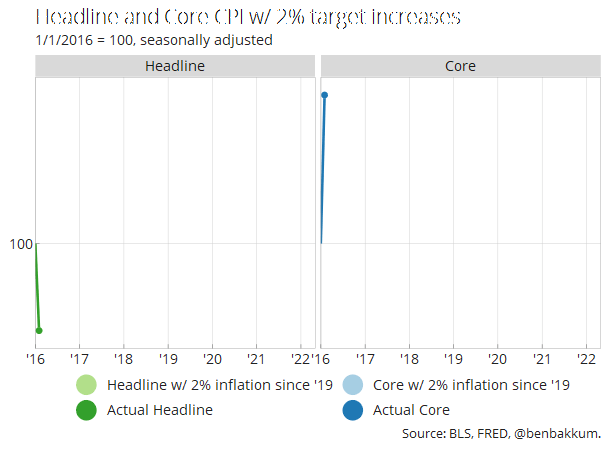 Headline and Core CPI w/ 2% target increases
1/1/2016 = 100, seasonally adjusted
Headline Core
100
'16 '17 '18 '19 '20 '21 '22 '16 '17 '18 '19 '20 '21 '22
Headline w/ 2% inflation since '19 Core w/ 2% inflation since '19
Actual Headline Actual Core
Source: BLS, FRED, @benbakkum.